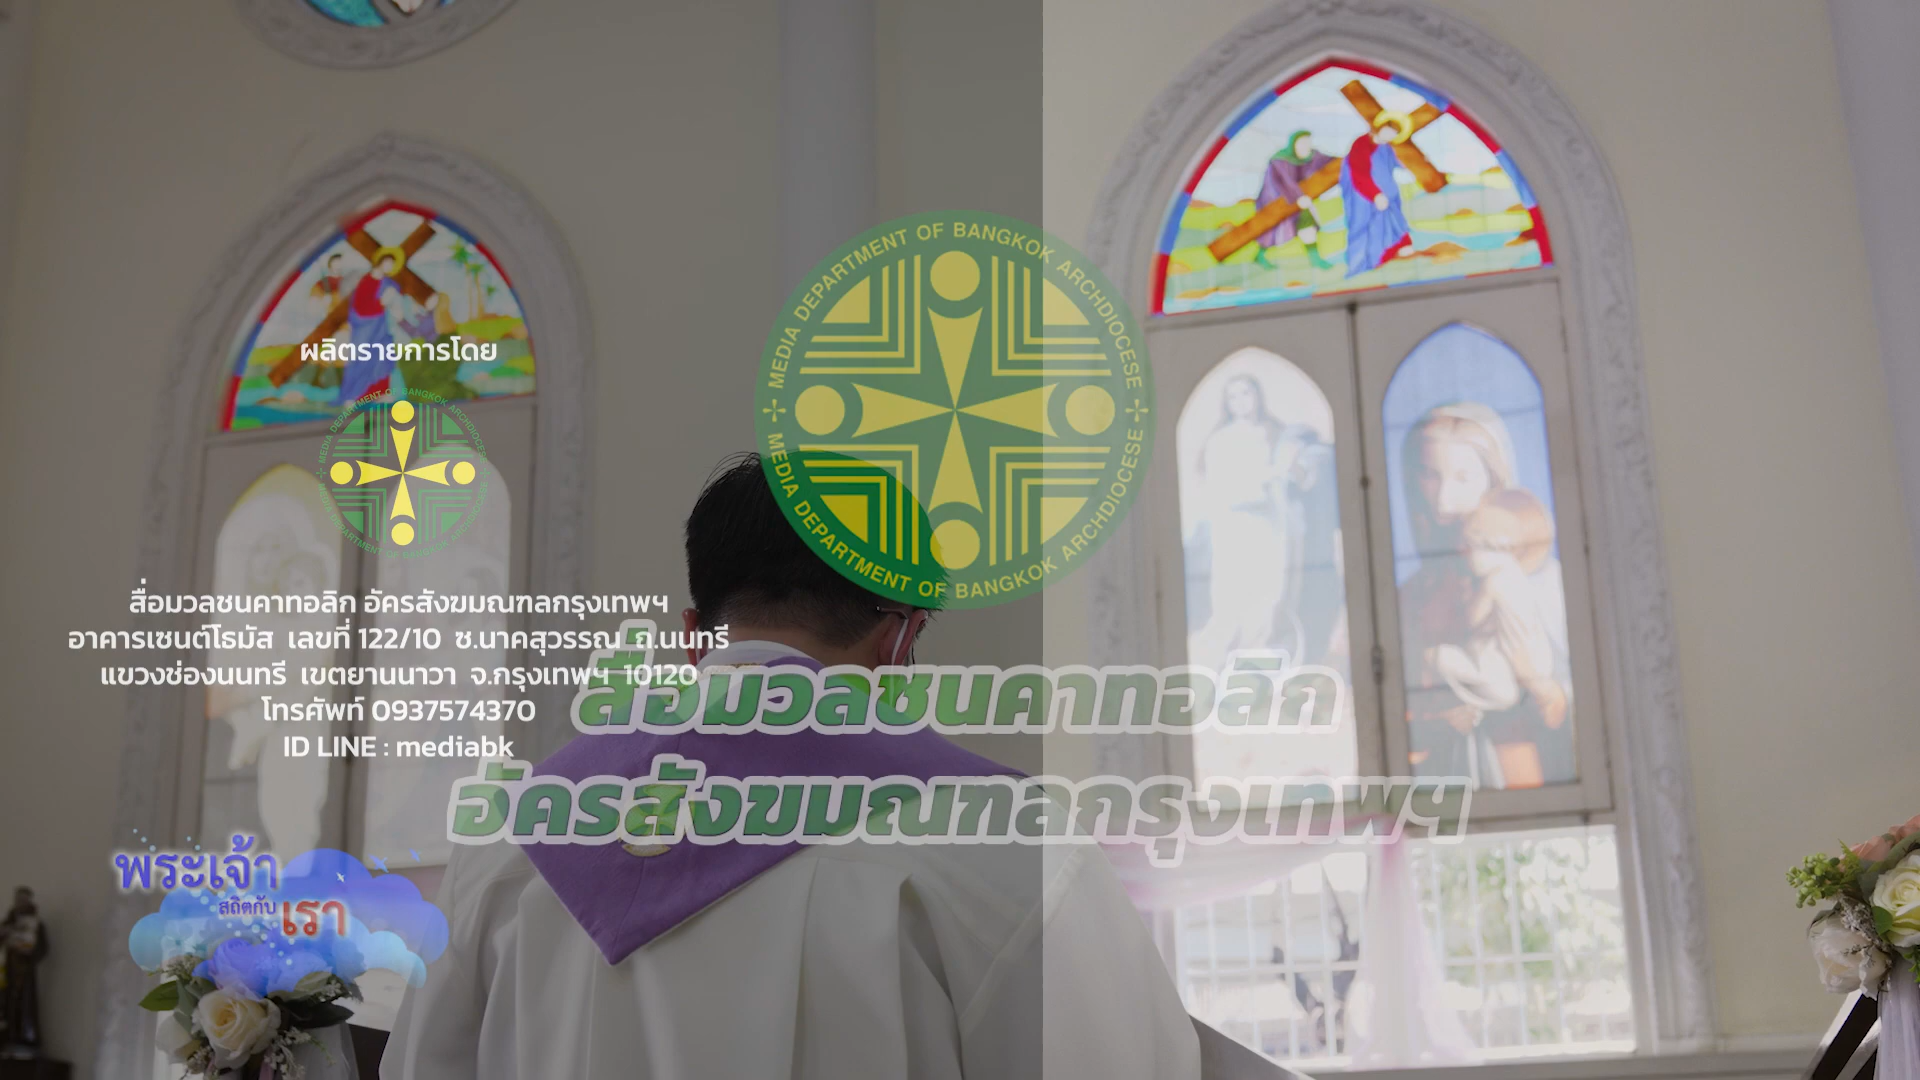 ผลิตรายการโดย
MEDIA DEPARTMENT OF BANGKOK ARCHDIOCESE
MEDIA DEPARTMENT OF BANGKOK ARCHDIOCESE
สื่อมวลชนคาทอลิก อัครสังฆมณฑลกรุงเทพฯ
อาคารเซนต์โธมัส เลขที่ 122/10 ซ.นาคสุวรรณ ถ.นนทรี
แขวงช่องนนทรี เขตยานนาวา จ.กรุงเทพฯ 10120
โทรศัพท์ 0937574370
ID LINE : mediabk
พระเจ้า
สถิตกับ
เรา
MEDIA DEPARTMENT OF BANGKOK ARCHDIOCESE
MEDIA DEPARTMENT OF BANGKOK ARCHDIOCESE
สื่อมวลชนคาทอลิก
อัครสังฆมณฑลกรุงเทพฯ